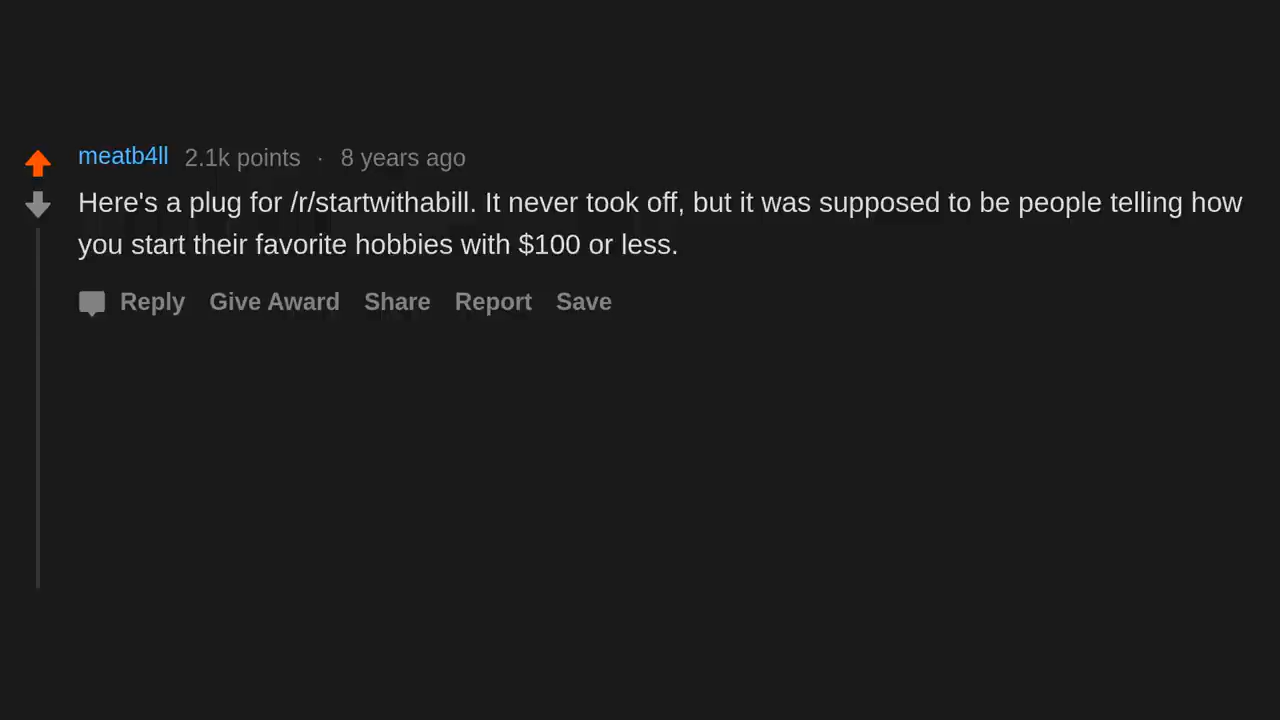 meatb4ll 2.1k points · 8 years ago
Here's a plug for /r/startwithabill. It never took off, but it was supposed to be people telling how
you start their favorite hobbies with $100 or less.
Reply Give Award Share Report Save